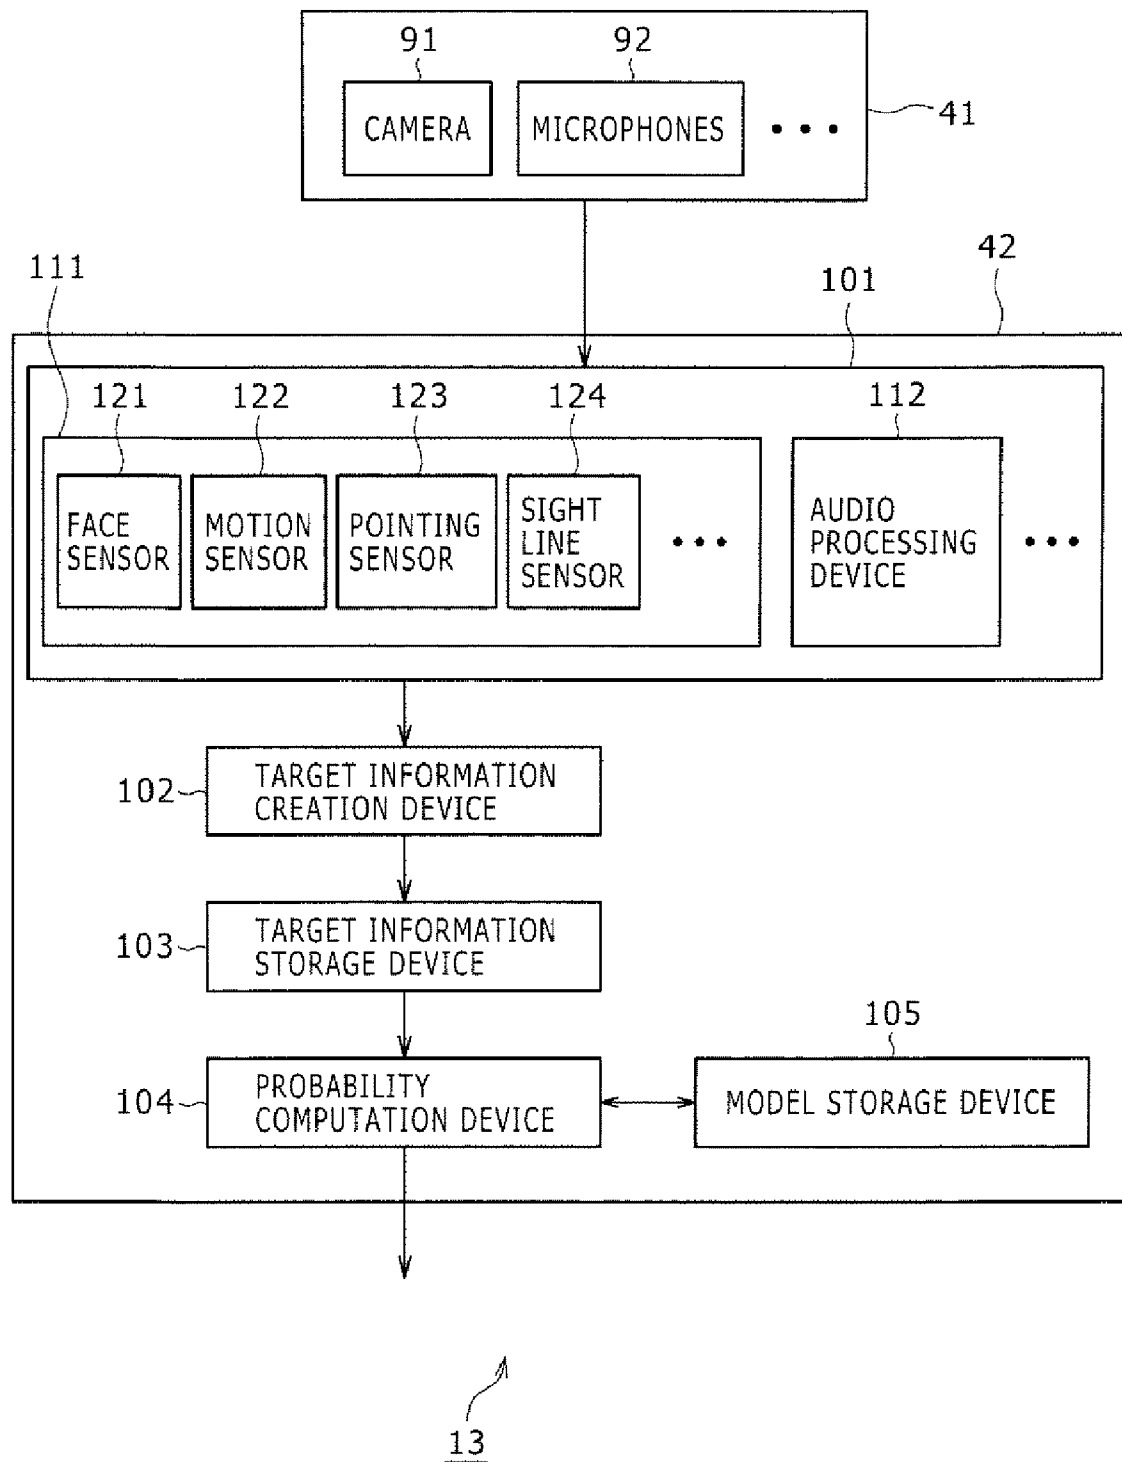 91
92
CAMERA
MICROPHONES
• • •
41
42
111
101
121
122
123
124
112
FACE
SENSOR
MOTION
SENSOR
POINTING
SENSOR
SIGHT
LINE
SENSOR
• • •
AUDIO
PROCESSING
DEVICE
• • •
102
TARGET INFORMATION
CREATION DEVICE
103
TARGET INFORMATION
STORAGE DEVICE
105
104
PROBABILITY
COMPUTATION DEVICE
MODEL STORAGE DEVICE
13